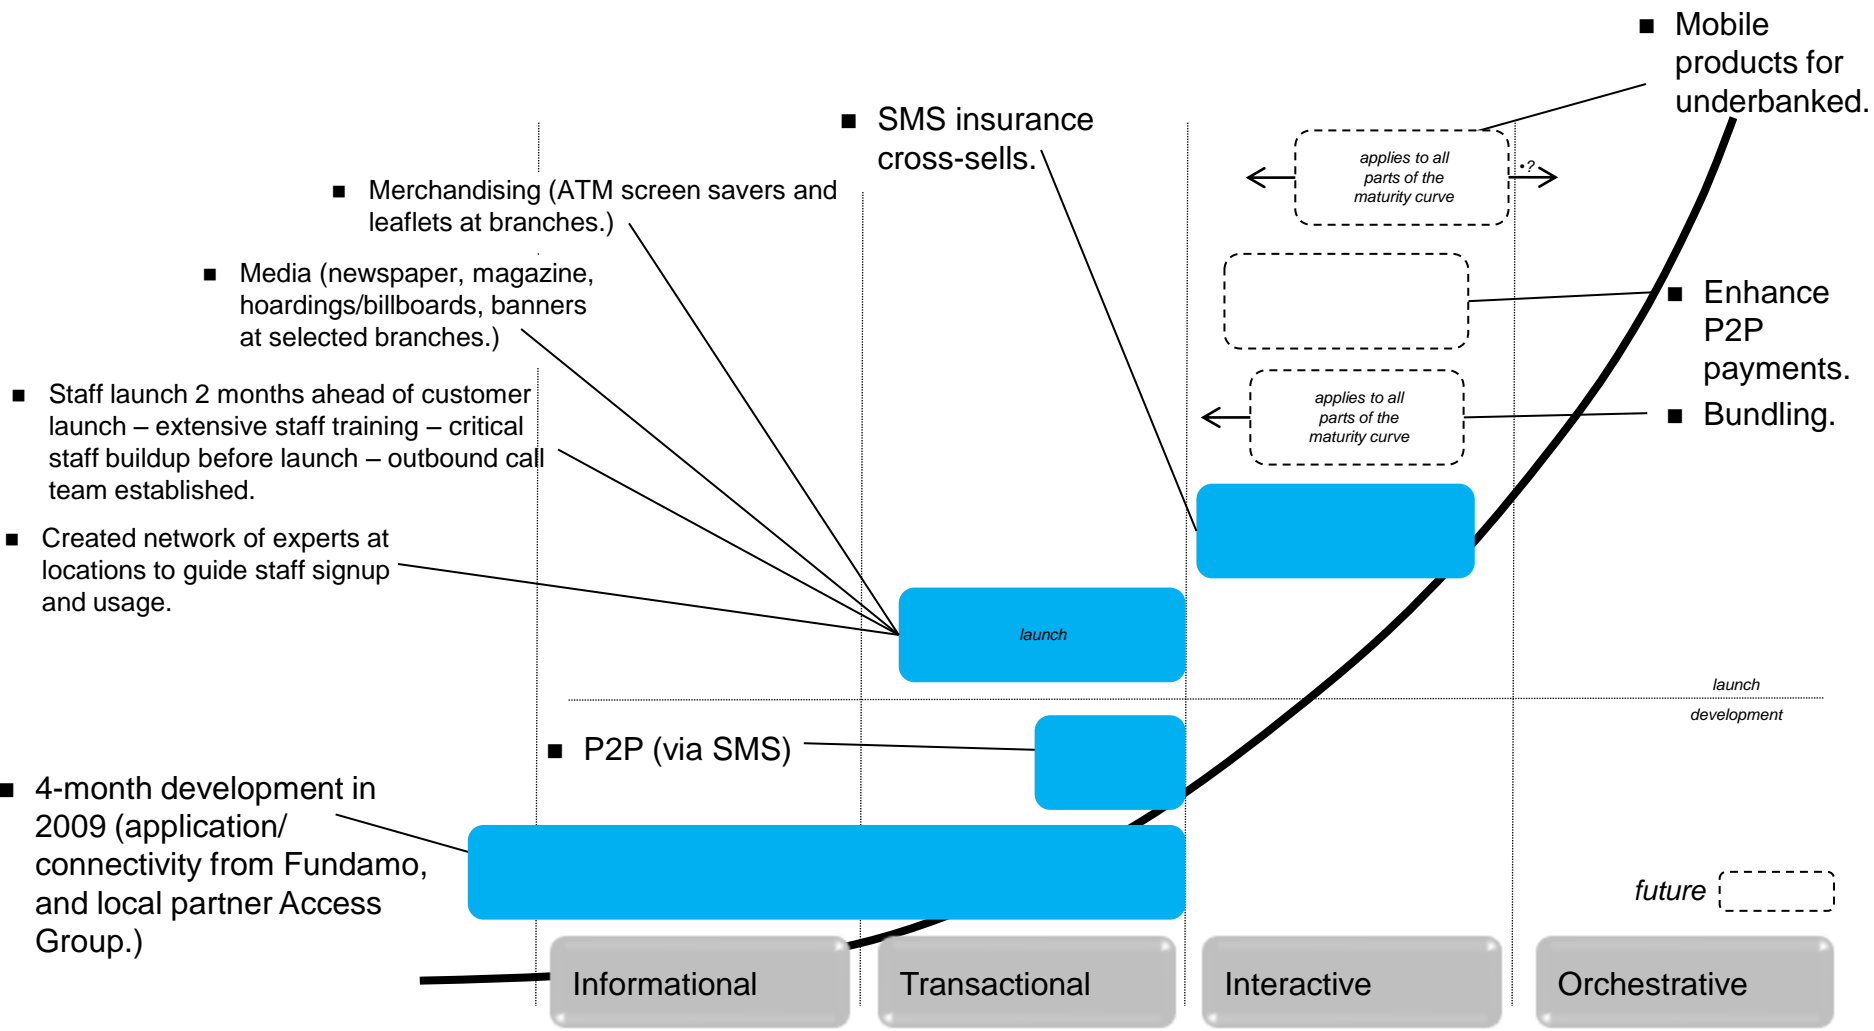 ■ Mobile
products for
underbanked.
■ SMS insurance
cross-sells.
applies to all
parts of the
maturity curve
•?
■ Merchandising (ATM screen savers and
leaflets at branches.)
■ Media (newspaper, magazine,
hoardings/billboards, banners
at selected branches.)
■ Enhance
P2P
payments.
■ Staff launch 2 months ahead of customer
launch – extensive staff training – critical
staff buildup before launch – outbound call
team established.
applies to all
parts of the
maturity curve
■ Bundling.
■ Created network of experts at
locations to guide staff signup
and usage.
launch
launch
development
■ P2P (via SMS)
■ 4-month development in
2009 (application/
connectivity from Fundamo,
and local partner Access
Group.)
future
Informational
Transactional
Interactive
Orchestrative